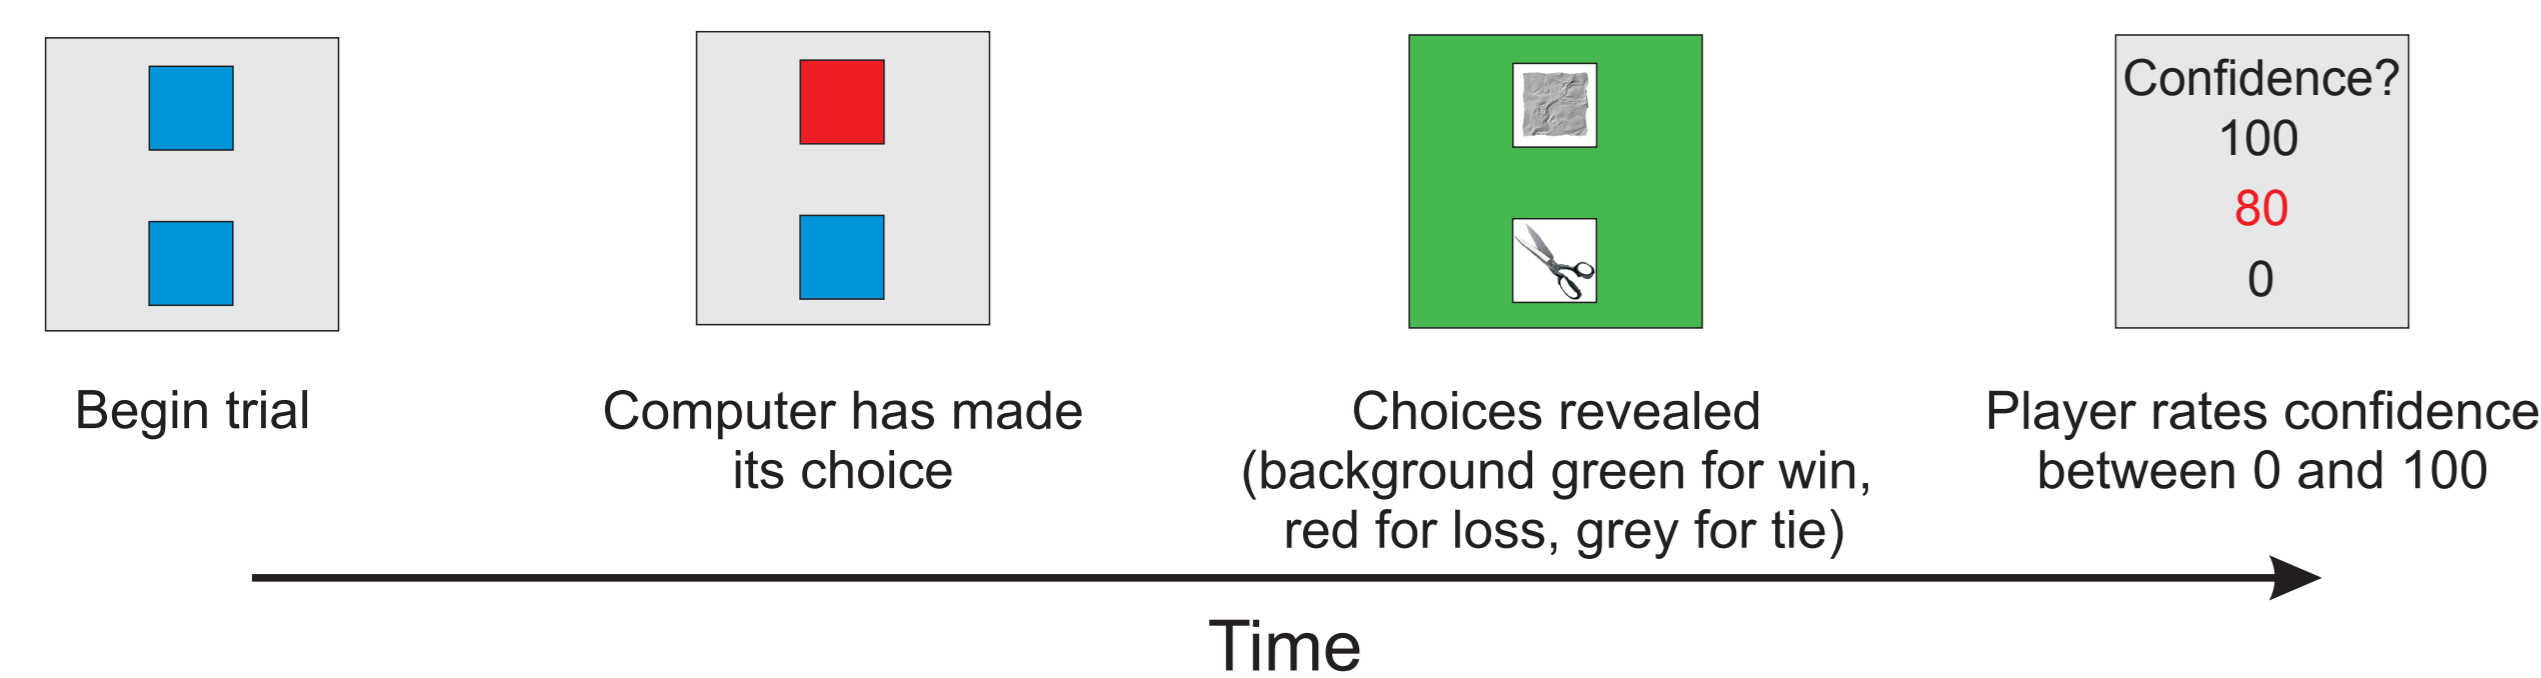 Confidence?
100
80
0
Begin trial
Computer has made
its choice
Choices revealed
(background green for win,
red for loss, grey for tie)
Player rates confidence
between 0 and 100
Time